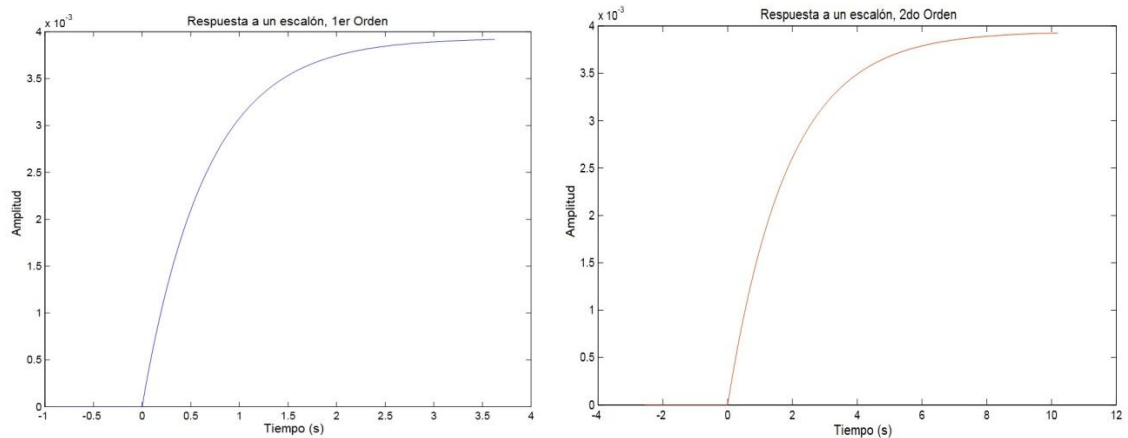 Respuesta a un escalón, 1er Orden
x 10⁻³
4
3.5
3
2.5
2
1.5
1
0.5
0
Amplitud
-1 -0.5 0 0.5 1 1.5 2 2.5 3 3.5 4
Tiempo (s)
Respuesta a un escalón, 2do Orden
x 10⁻³
4
3.5
3
2.5
2
1.5
1
0.5
0
Amplitud
-4 -2 0 2 4 6 8 10 12
Tiempo (s)